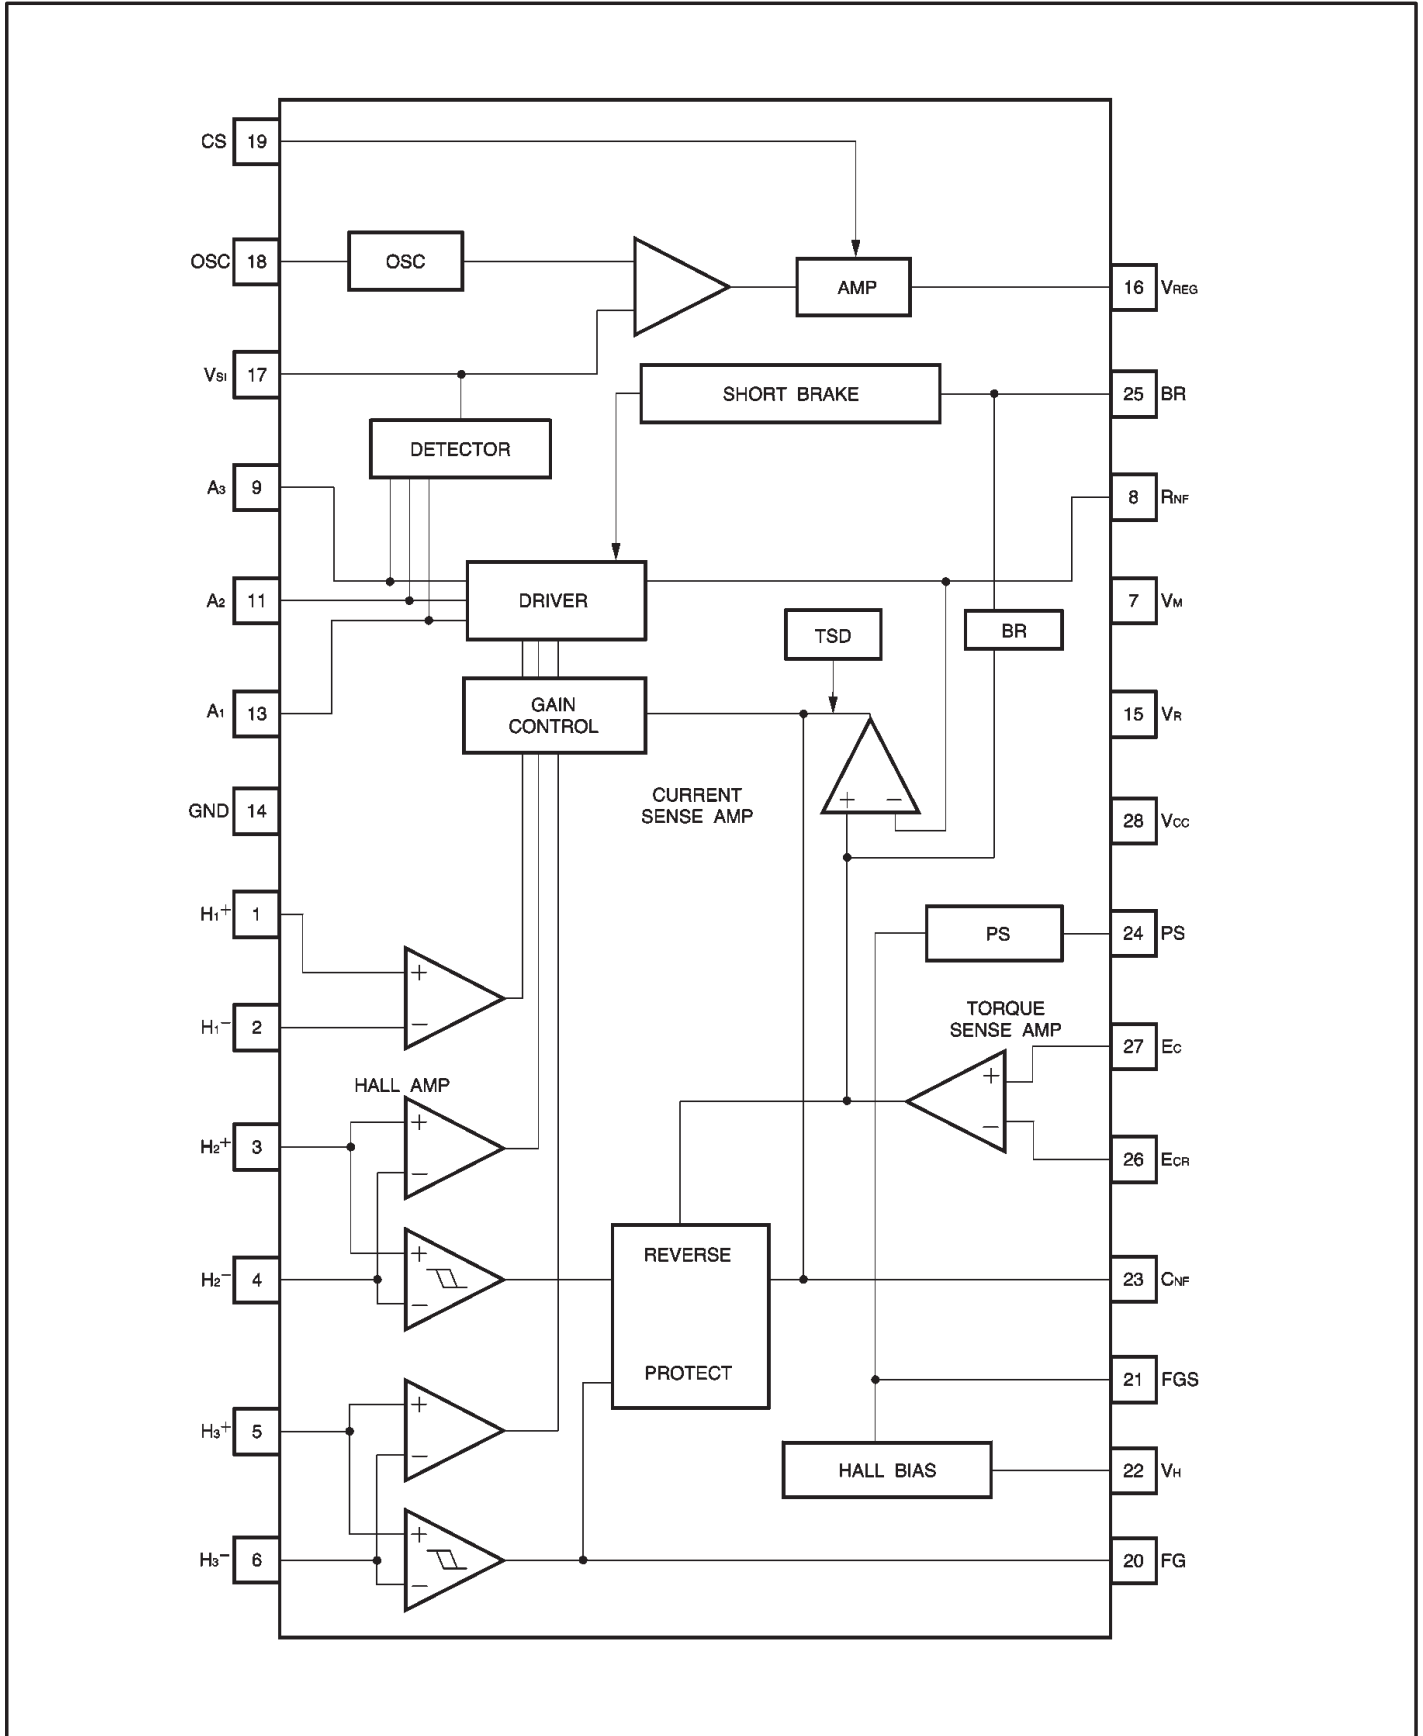 CS 19
OSC 18
OSC
AMP
16 VREG
VSI 17
SHORT BRAKE
25 BR
DETECTOR
A3 9
8 RNF
A2 11
DRIVER
7 VM
TSD
BR
A1 13
GAIN
CONTROL
15 VR
CURRENT
SENSE AMP
+ −
GND 14
28 VCC
H1+ 1
PS
24 PS
+
−
H1− 2
TORQUE
SENSE AMP
27 EC
+
−
26 ECR
HALL AMP
H2+ 3
+
−
REVERSE
PROTECT
H2− 4
+
−
23 CNF
21 FGS
H3+ 5
+
−
HALL BIAS
22 VH
H3− 6
+
−
20 FG